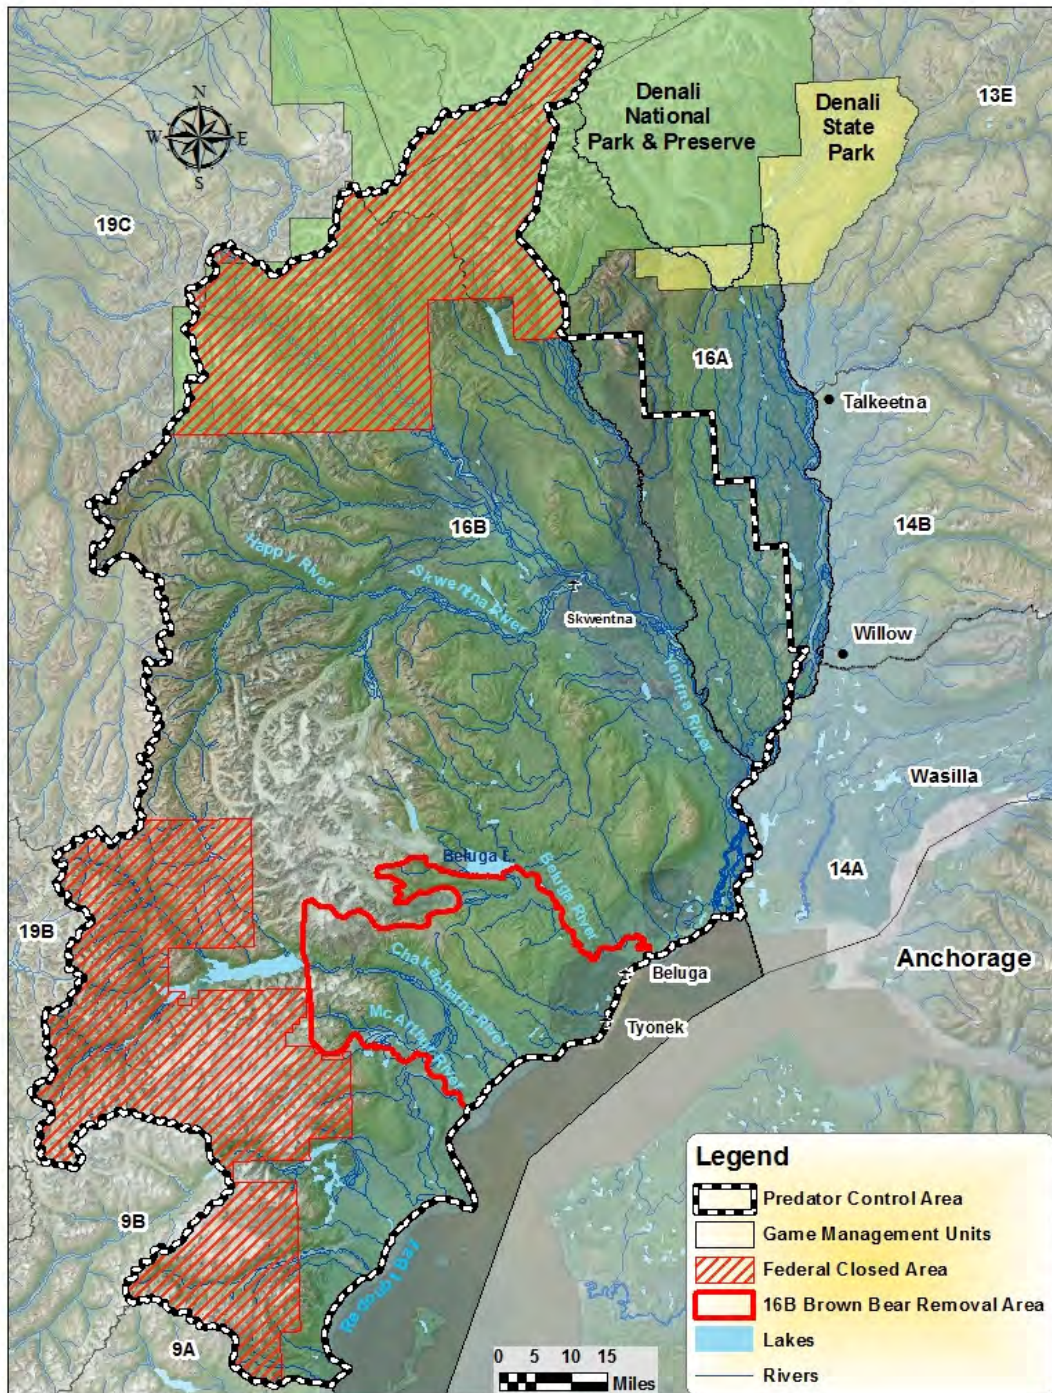 N
W
E
S
Denali
National
Park & Preserve
Denali
State
Park
13E
19C
16A
Talkeetna
16B
14B
Happy River
Skwentna River
Skwentna
Willow
Yentna River
Wasilla
Beluga L.
Beluga River
14A
19B
Chakachatna River
Beluga
Anchorage
McArthur River
Tyonek
9B
Redoubt Bay
9A
Legend
Predator Control Area
Game Management Units
Federal Closed Area
16B Brown Bear Removal Area
Lakes
Rivers
0 5 10 15
Miles